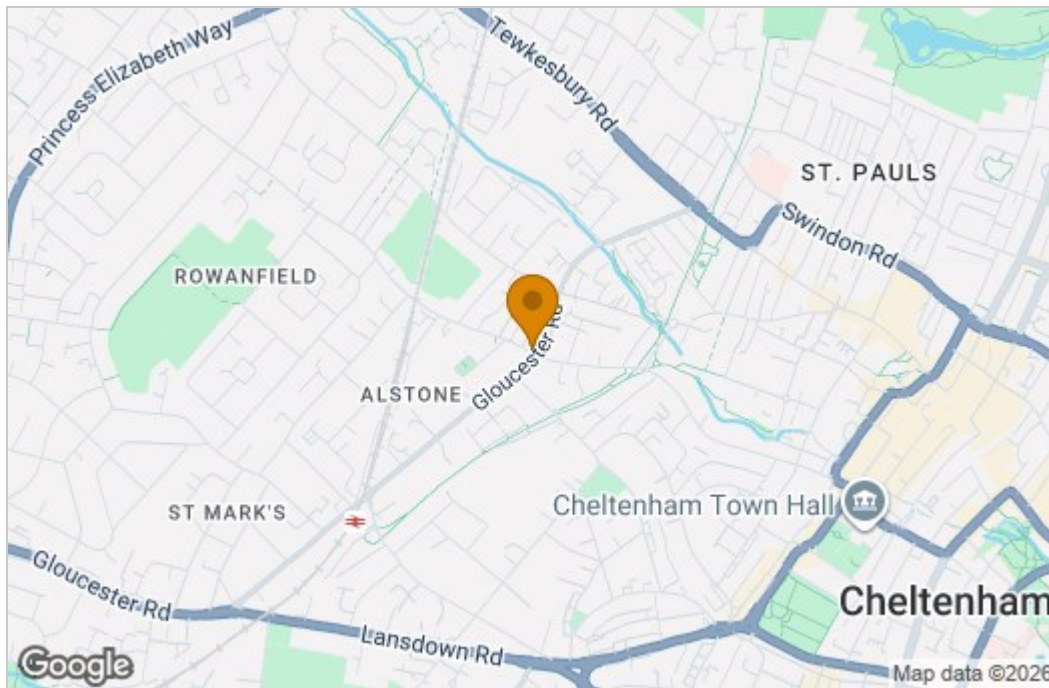 Princess Elizabeth Way
Tewkesbury Rd
ST. PAULS
Swindon Rd
ROWANFIELD
Gloucester Rd
ALSTONE
ST MARK'S
Cheltenham Town Hall
Gloucester Rd
Cheltenham
Lansdown Rd
Google
Map data ©2026